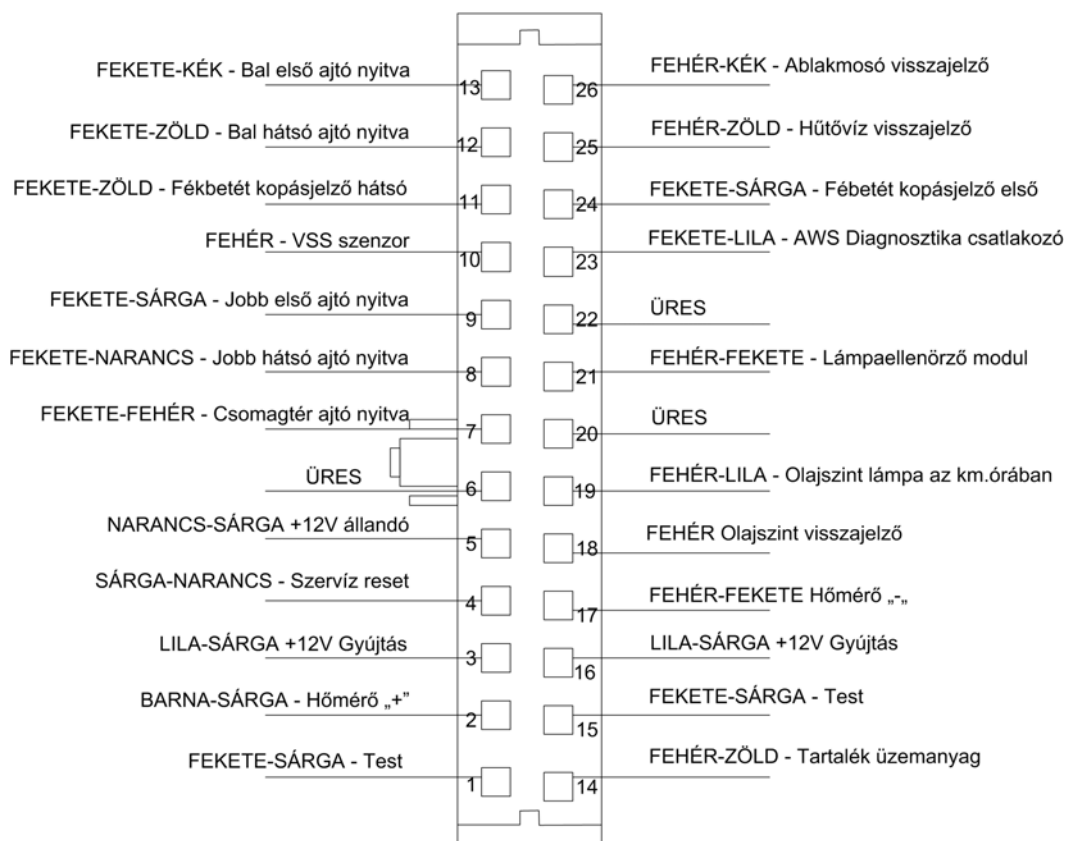 FEKETE-KÉK - Bal első ajtó nyitva
13
26
FEHÉR-KÉK - Ablakmosó visszajelző
FEKETE-ZÖLD - Bal hátsó ajtó nyitva
12
25
FEHÉR-ZÖLD - Hűtővíz visszajelző
FEKETE-ZÖLD - Fékbetét kopásjelző hátsó
11
24
FEKETE-SÁRGA - Fébetét kopásjelző első
FEHÉR - VSS szenzor
10
23
FEKETE-LILA - AWS Diagnosztika csatlakozó
FEKETE-SÁRGA - Jobb első ajtó nyitva
9
22
ÜRES
FEKETE-NARANCS - Jobb hátsó ajtó nyitva
8
21
FEHÉR-FEKETE - Lámpaellenörző modul
FEKETE-FEHÉR - Csomagtér ajtó nyitva
7
20
ÜRES
ÜRES
6
19
FEHÉR-LILA - Olajszint lámpa az km.órában
NARANCS-SÁRGA +12V állandó
5
18
FEHÉR Olajszint visszajelző
SÁRGA-NARANCS - Szervíz reset
4
17
FEHÉR-FEKETE Hőmérő „-„
LILA-SÁRGA +12V Gyújtás
3
16
LILA-SÁRGA +12V Gyújtás
BARNA-SÁRGA - Hőmérő „+”
2
15
FEKETE-SÁRGA - Test
FEKETE-SÁRGA - Test
1
14
FEHÉR-ZÖLD - Tartalék üzemanyag